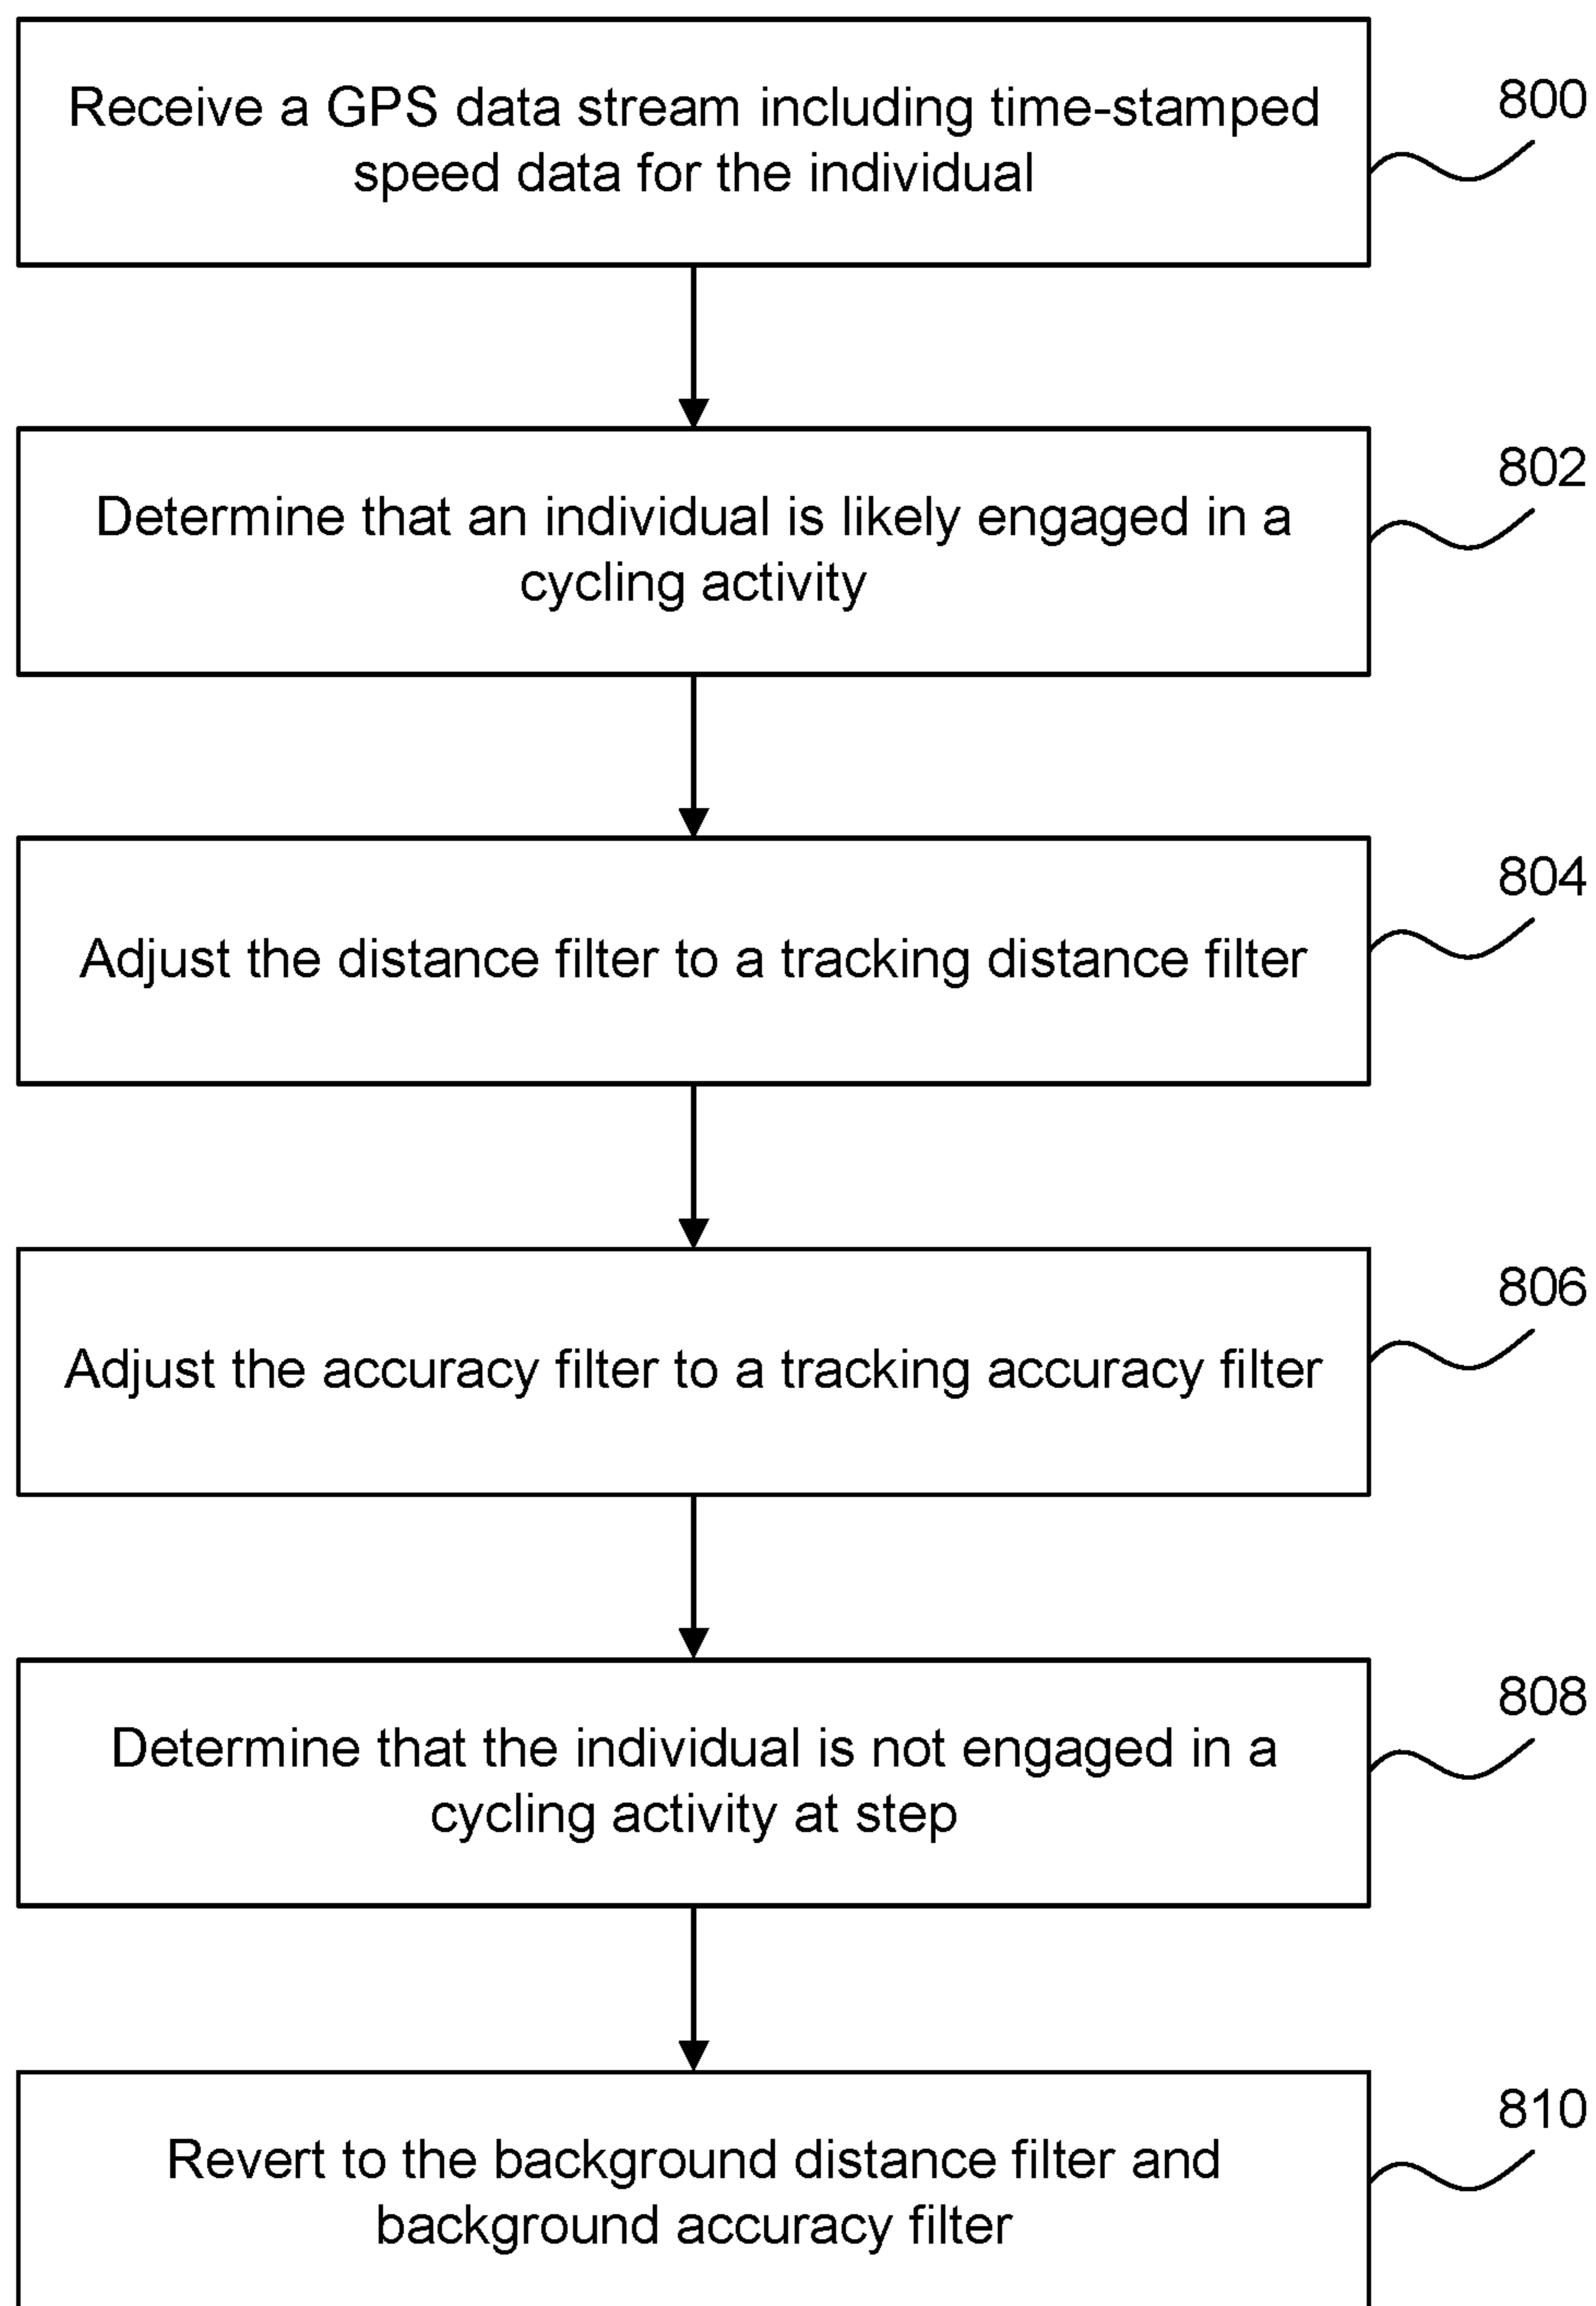 Receive a GPS data stream including time-stamped
speed data for the individual
800
Determine that an individual is likely engaged in a
cycling activity
802
Adjust the distance filter to a tracking distance filter
804
Adjust the accuracy filter to a tracking accuracy filter
806
Determine that the individual is not engaged in a
cycling activity at step
808
Revert to the background distance filter and
background accuracy filter
810